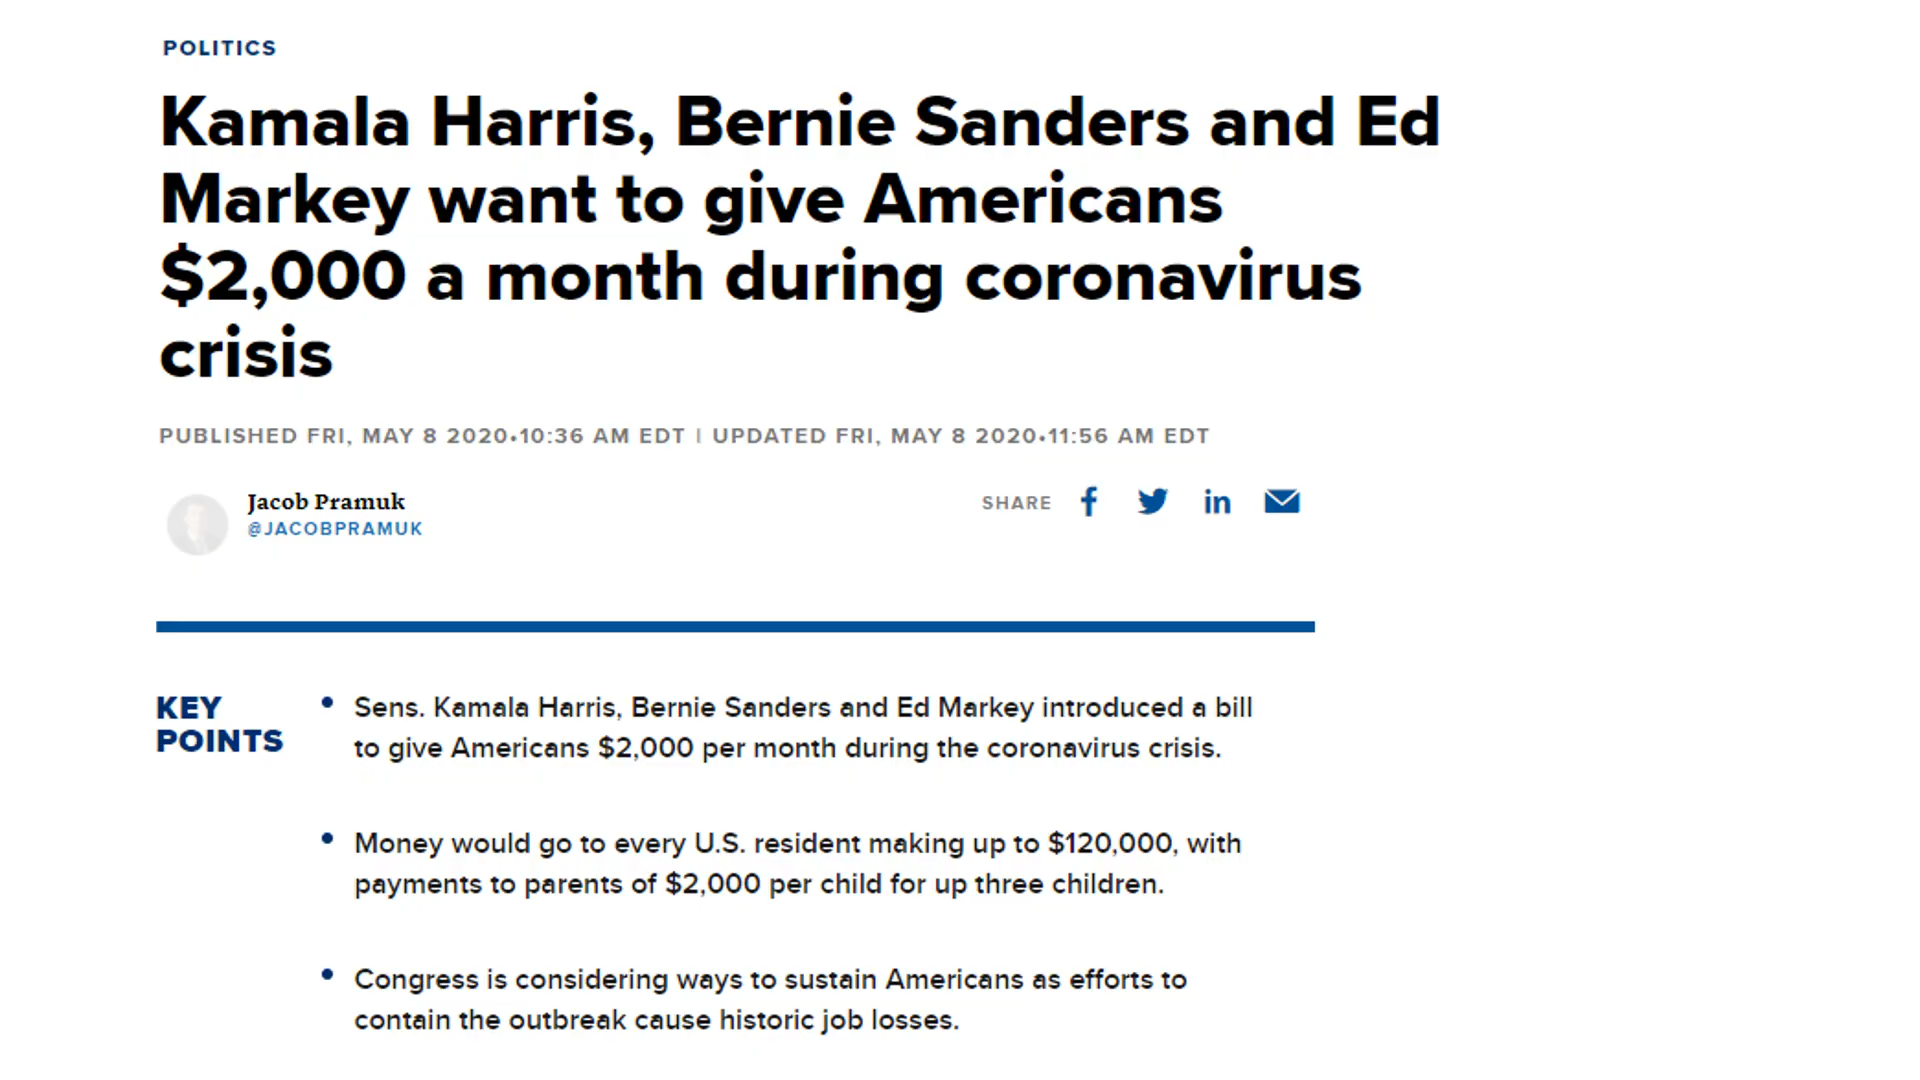 POLITICS
Kamala Harris, Bernie Sanders and Ed
Markey want to give Americans
$2,000 a month during coronavirus
crisis
PUBLISHED FRI, MAY 8 2020•10:36 AM EDT | UPDATED FRI, MAY 8 2020•11:56 AM EDT
Jacob Pramuk
@JACOBPRAMUK
SHARE
KEY
POINTS
• Sens. Kamala Harris, Bernie Sanders and Ed Markey introduced a bill
to give Americans $2,000 per month during the coronavirus crisis.
• Money would go to every U.S. resident making up to $120,000, with
payments to parents of $2,000 per child for up three children.
• Congress is considering ways to sustain Americans as efforts to
contain the outbreak cause historic job losses.